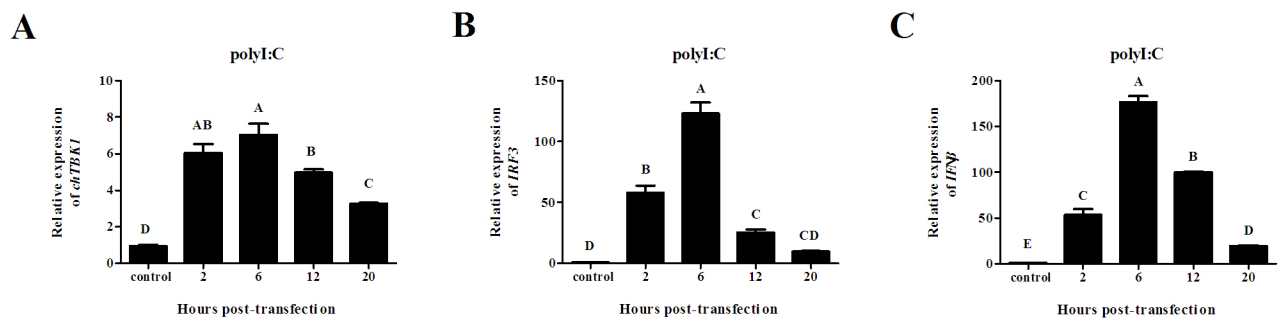 A
polyI:C
Relative expression
of chTBK1
10
8
6
4
2
0
D
AB
A
B
C
control
2
6
12
20
Hours post-transfection
B
polyI:C
Relative expression
of IRF3
150
100
50
0
D
B
A
C
CD
control
2
6
12
20
Hours post-transfection
C
polyI:C
Relative expression
of IFNβ
200
150
100
50
0
E
C
A
B
D
control
2
6
12
20
Hours post-transfection